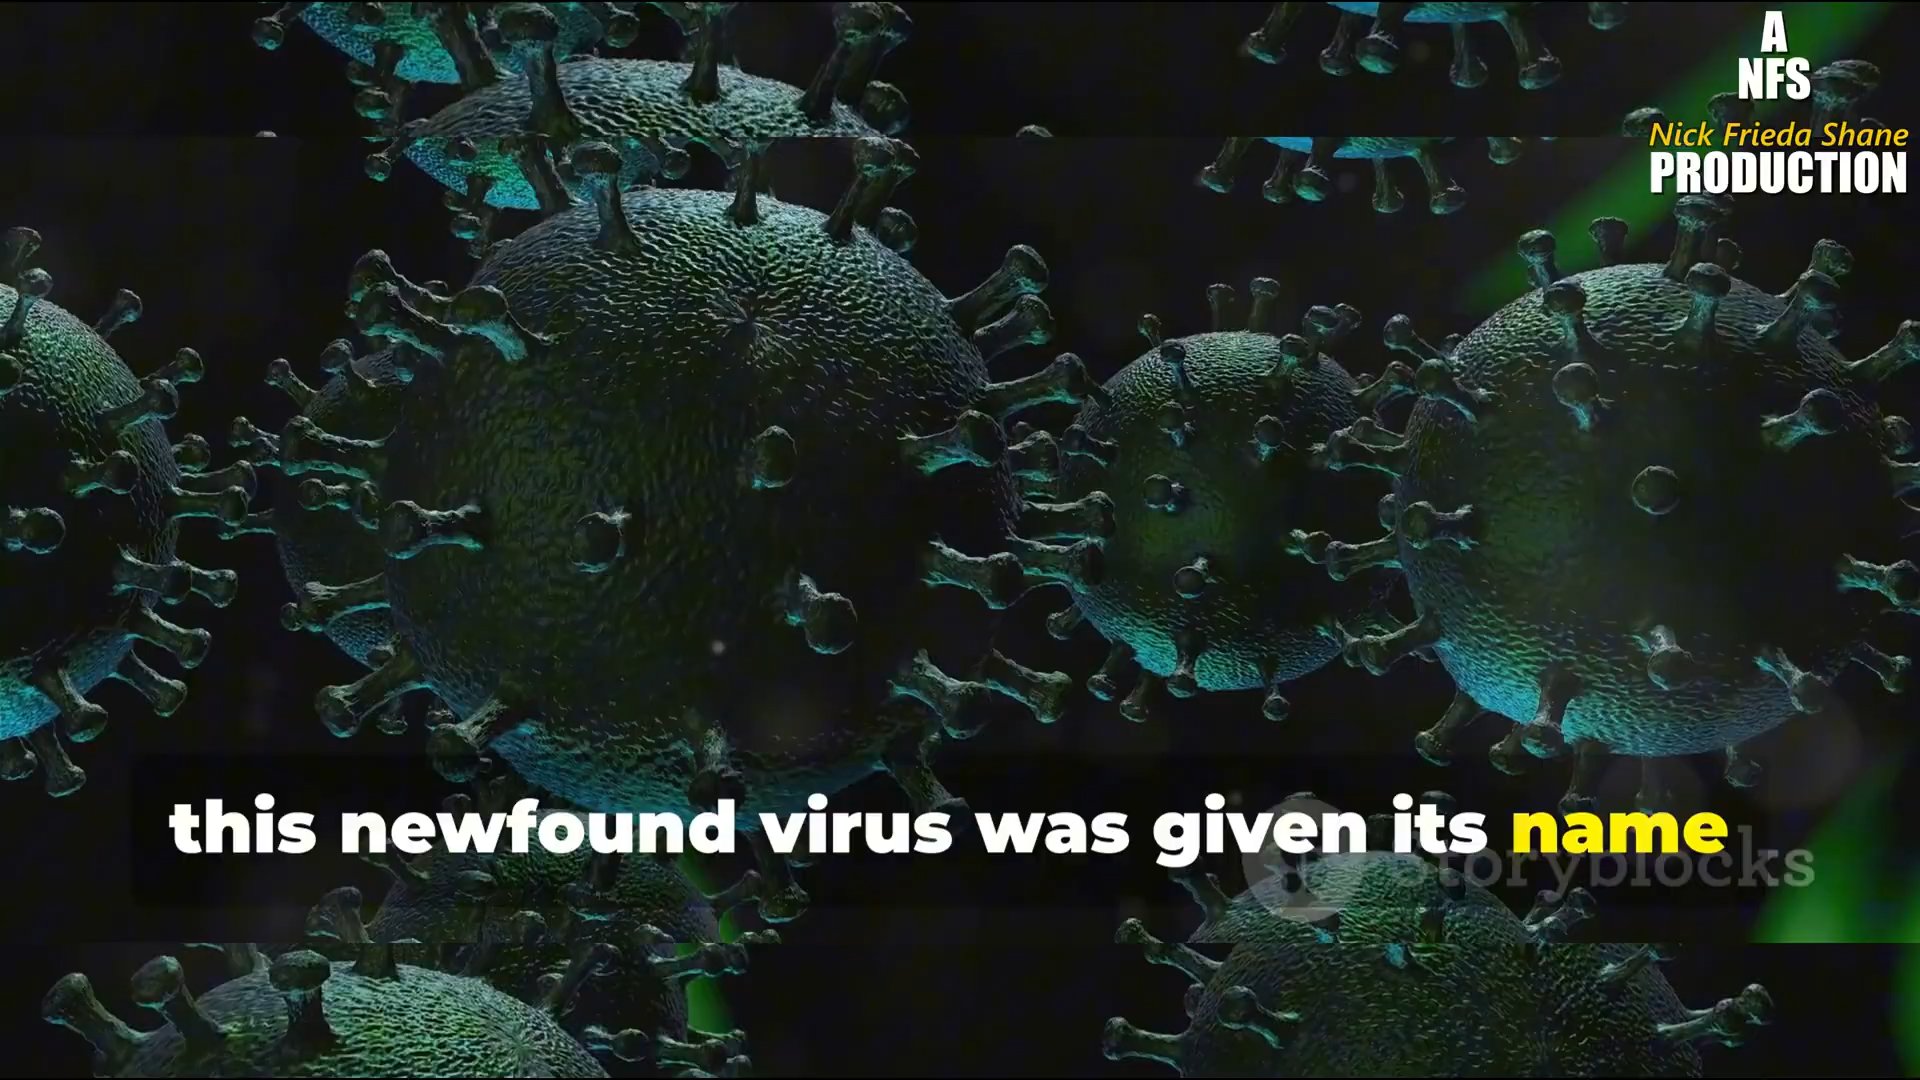 A
NFS
Nick Frieda Shane
PRODUCTION
this newfound virus was given its name
storyblocks